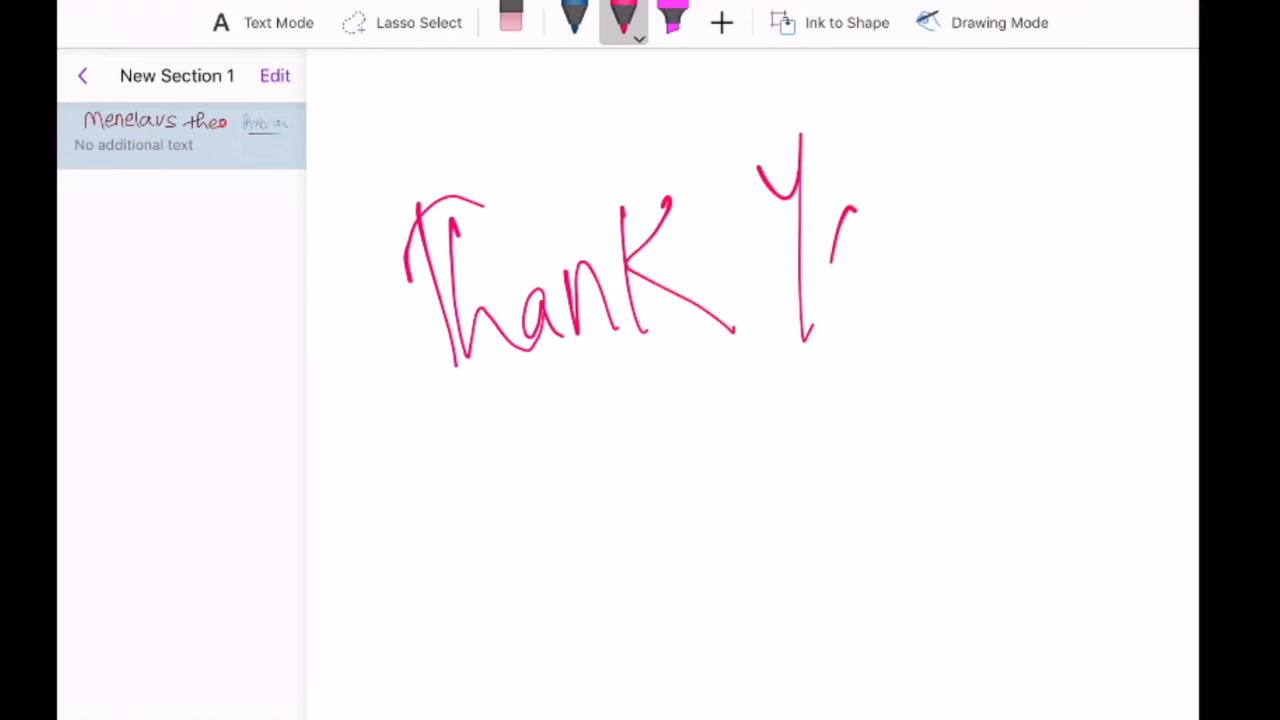 Text Mode
Lasso Select
Ink to Shape
Drawing Mode
New Section 1
Edit
Menelaus theo
No additional text
Thank Y